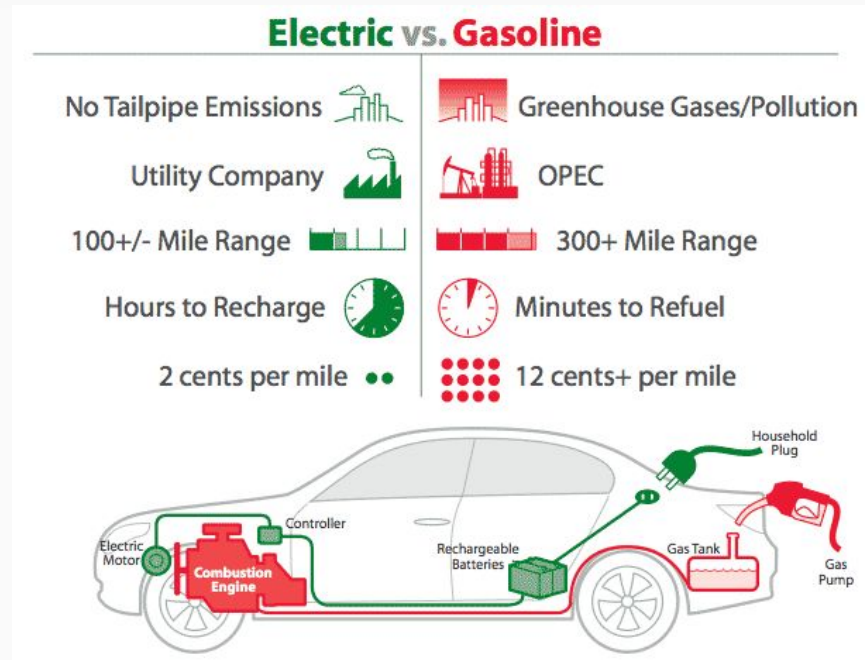 Electric vs. Gasoline
No Tailpipe Emissions
Greenhouse Gases/Pollution
Utility Company
OPEC
100+/- Mile Range
300+ Mile Range
Hours to Recharge
Minutes to Refuel
2 cents per mile
12 cents+ per mile
Household
Plug
Controller
Electric
Motor
Combustion
Engine
Rechargeable
Batteries
Gas Tank
Gas
Pump